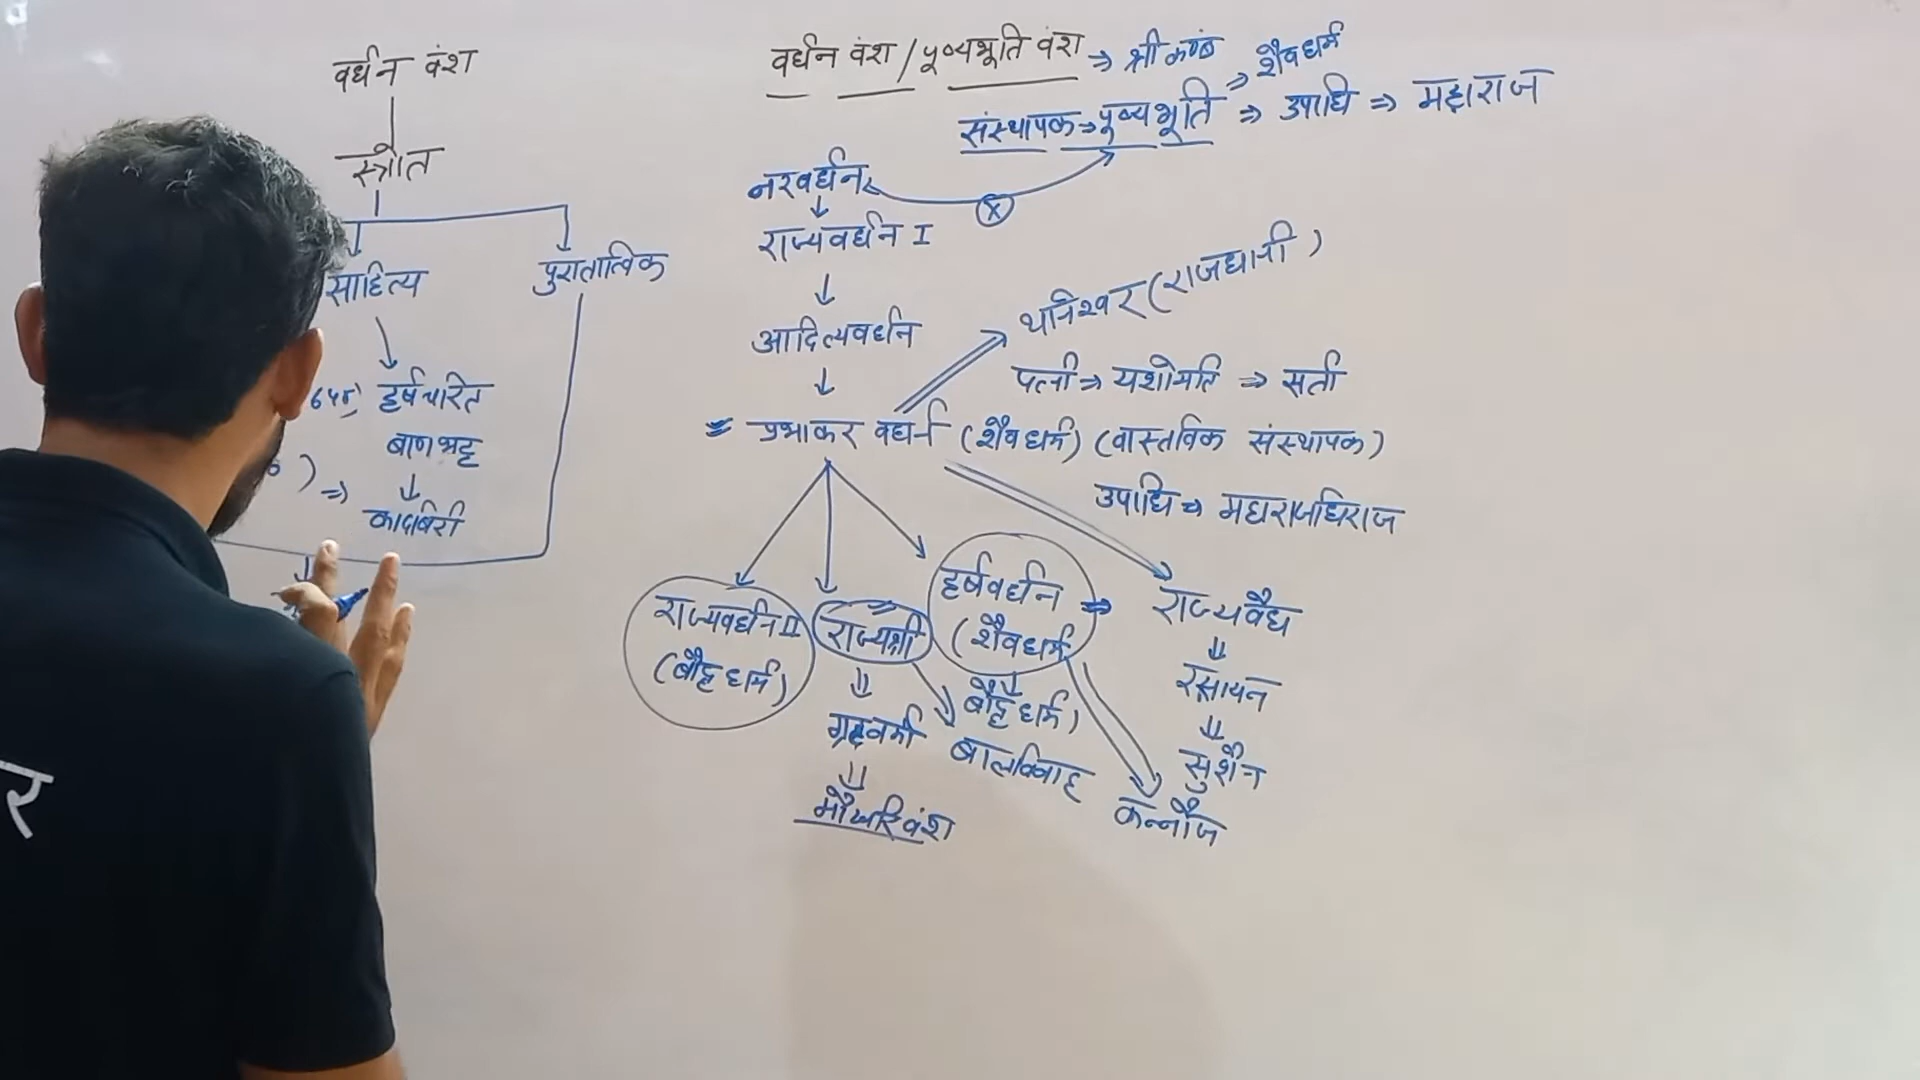 वर्धन वंश
स्त्रोत
साहित्य
पुरातात्विक
हर्षचरित
बाणभट्ट
⇒ कादंबरी
वर्धन वंश / पूष्यभूति वंश ⇒ श्री कण्ठ
संस्थापक ⇒ पूष्यभूति ⇒ उपाधि ⇒ महाराज
⇒ शैवधर्म
नरवर्धन
राज्यवर्धन I
आदित्यवर्धन
थानेश्वर (राजधानी)
पत्नी ⇒ यशोमति ⇒ सती
प्रभाकर वर्धन (शैव धर्म) (वास्तविक संस्थापक)
उपाधि ⇒ महाराजधिराज
राज्यवर्धन II
(बौद्ध धर्म)
राज्यश्री
ग्रहवर्मा
मौखरि वंश
बालविवाह
हर्षवर्धन
(शैवधर्म
बौद्ध धर्म)
कन्नौज
राज्यवैध
रसायन
सुशैन
र